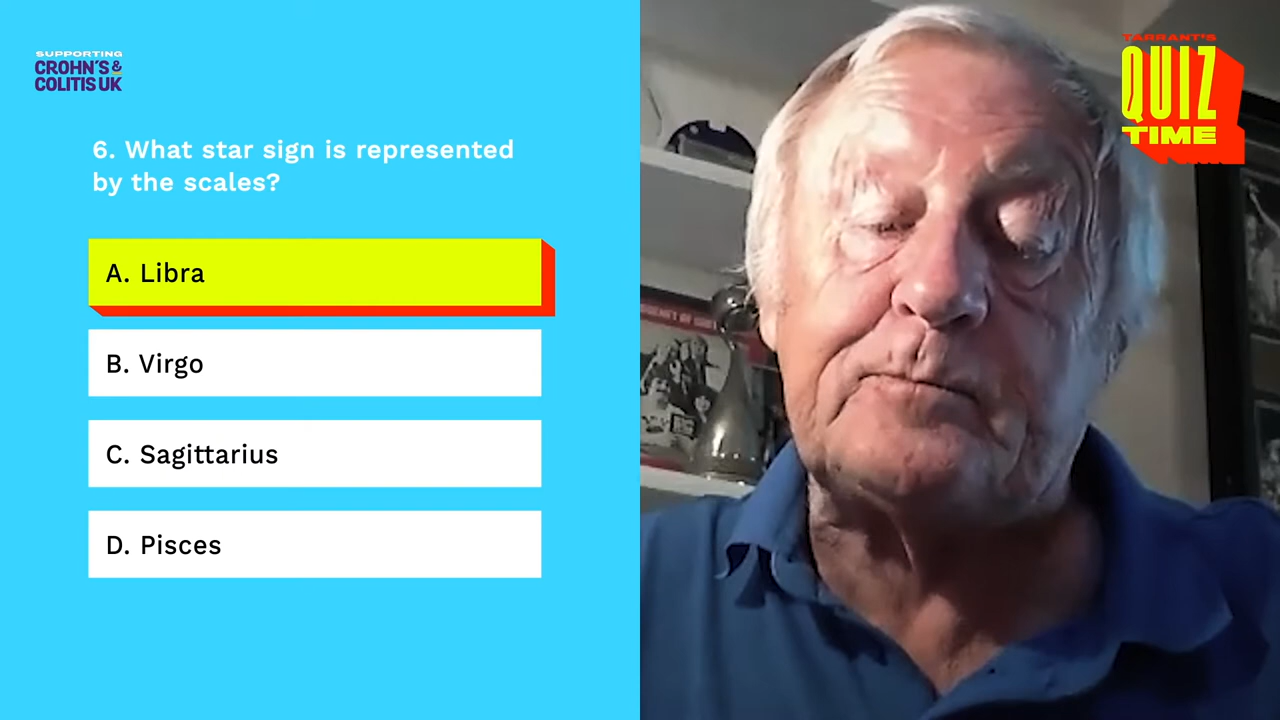 SUPPORTING
CROHN'S &
COLITIS UK
6. What star sign is represented
by the scales?
A. Libra
B. Virgo
C. Sagittarius
D. Pisces
TARRANT'S
QUIZ
TIME